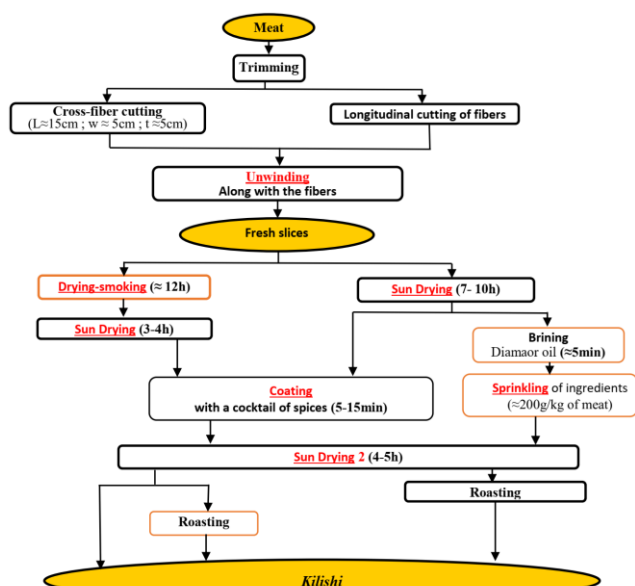 Meat
Trimming
Cross-fiber cutting
(L≈15cm ; w ≈ 5cm ; t ≈5cm)
Longitudinal cutting of fibers
Unwinding
Along with the fibers
Fresh slices
Drying-smoking (≈ 12h)
Sun Drying (7- 10h)
Sun Drying (3-4h)
Brining
Diamaor oil (≈5min)
Coating
with a cocktail of spices (5-15min)
Sprinkling of ingredients
(≈200g/kg of meat)
Sun Drying 2 (4-5h)
Roasting
Roasting
Kilishi